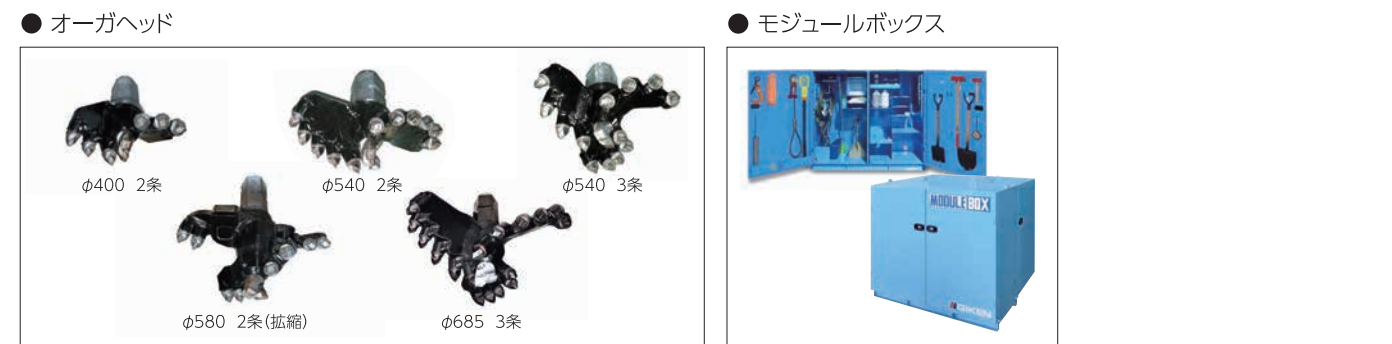 ● オーガヘッド
φ400 2条
φ540 2条
φ540 3条
φ580 2条(拡縮)
φ685 3条
● モジュールボックス
MODULE BOX
GIKEN